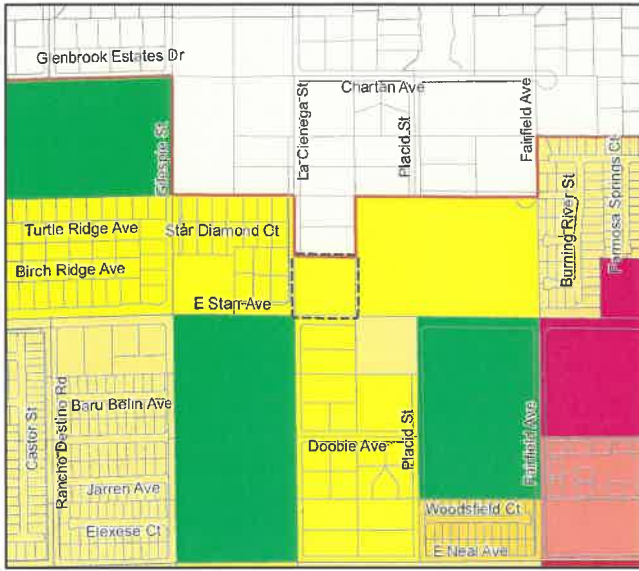 Glenbrook Estates Dr
Chartan Ave
La Cienega St
Placid St
Fairfield Ave
Gilespie St
Burning River St
Formosa Springs Ct
Turtle Ridge Ave
Star Diamond Ct
Birch Ridge Ave
E Starr Ave
Castor St
Rancho Destino Rd
Baru Belin Ave
Placid St
Fairfield Ave
Doobie Ave
Jarren Ave
Woodsfield Ct
Elexese Ct
E Neal Ave